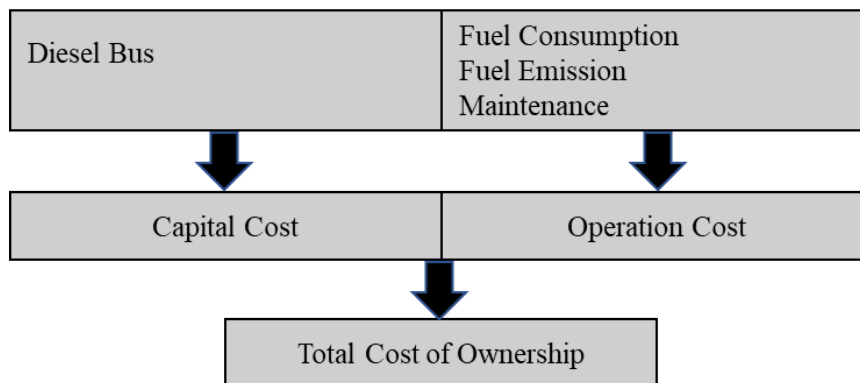 Diesel Bus
Fuel Consumption
Fuel Emission
Maintenance
Capital Cost
Operation Cost
Total Cost of Ownership